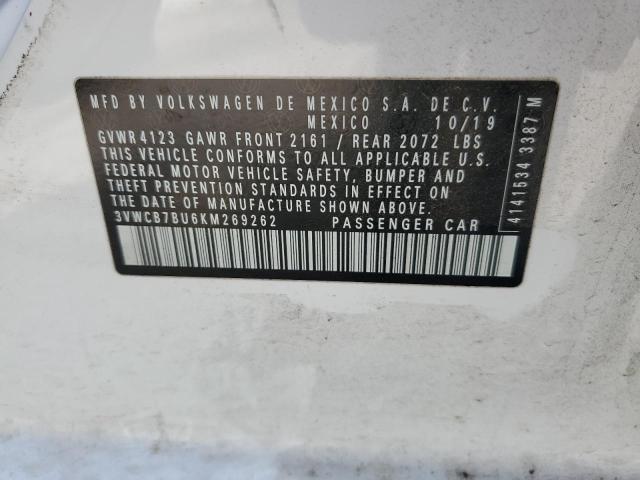 MFD BY VOLKSWAGEN DE MEXICO S.A. DE C.V.
MEXICO 10/19
GVWR 4123 GAWR FRONT 2161 / REAR 2072 LBS
THIS VEHICLE CONFORMS TO ALL APPLICABLE U.S.
FEDERAL MOTOR VEHICLE SAFETY, BUMPER AND
THEFT PREVENTION STANDARDS IN EFFECT ON
THE DATE OF MANUFACTURE SHOWN ABOVE.
3VWCB7BU6KM269262 PASSENGER CAR
4141534 3387 M